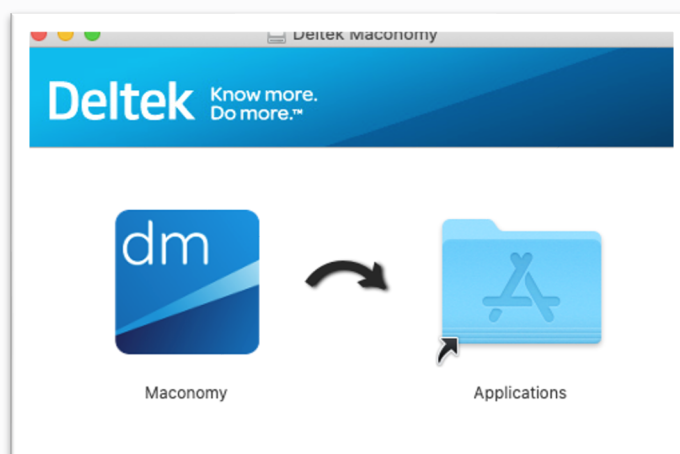 Deltek Maconomy
Deltek
Know more.
Do more.™
dm
Maconomy
Applications